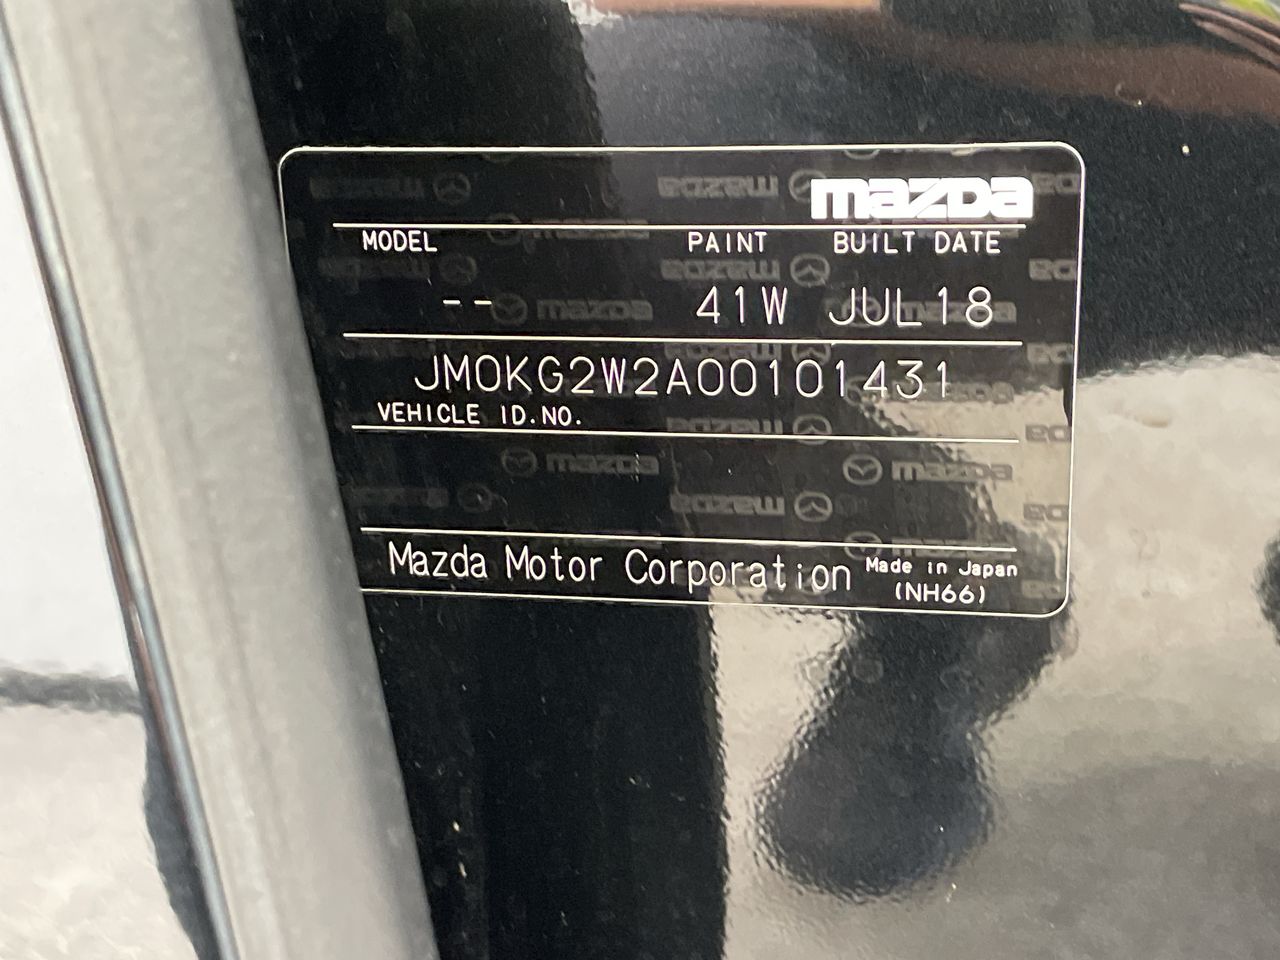 mazda
MODEL PAINT BUILT DATE
-- 41W JUL18
JM0KG2W2A00101431
VEHICLE ID.NO.
Mazda Motor Corporation Made in Japan
(NH66)